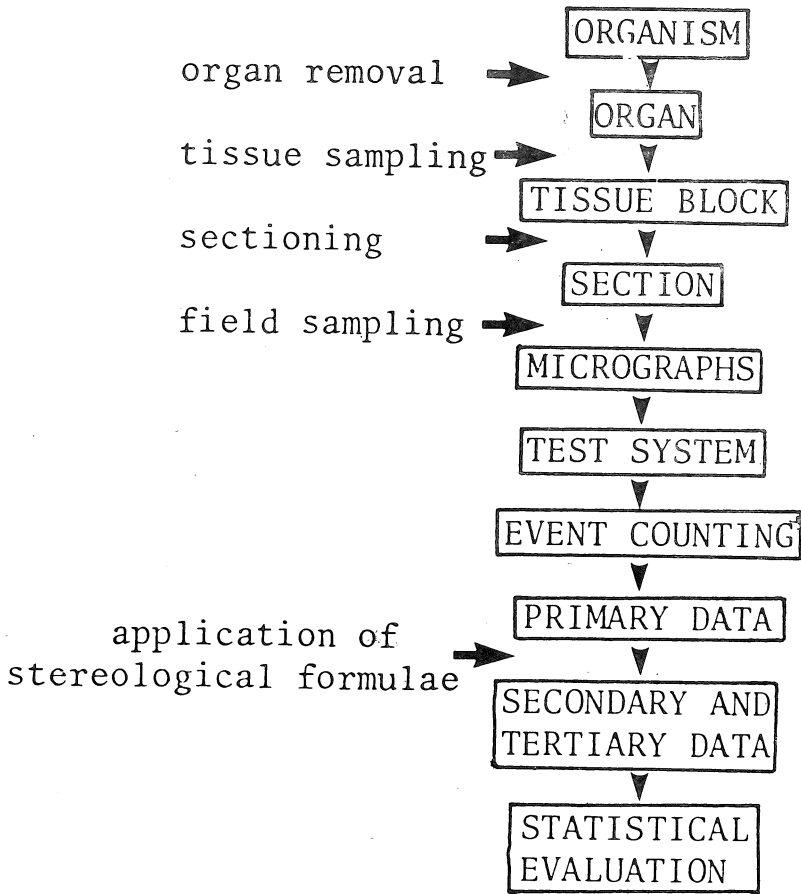 ORGANISM
organ removal
ORGAN
tissue sampling
TISSUE BLOCK
sectioning
SECTION
field sampling
MICROGRAPHS
TEST SYSTEM
EVENT COUNTING
PRIMARY DATA
application of
stereological formulae
SECONDARY AND
TERTIARY DATA
STATISTICAL
EVALUATION